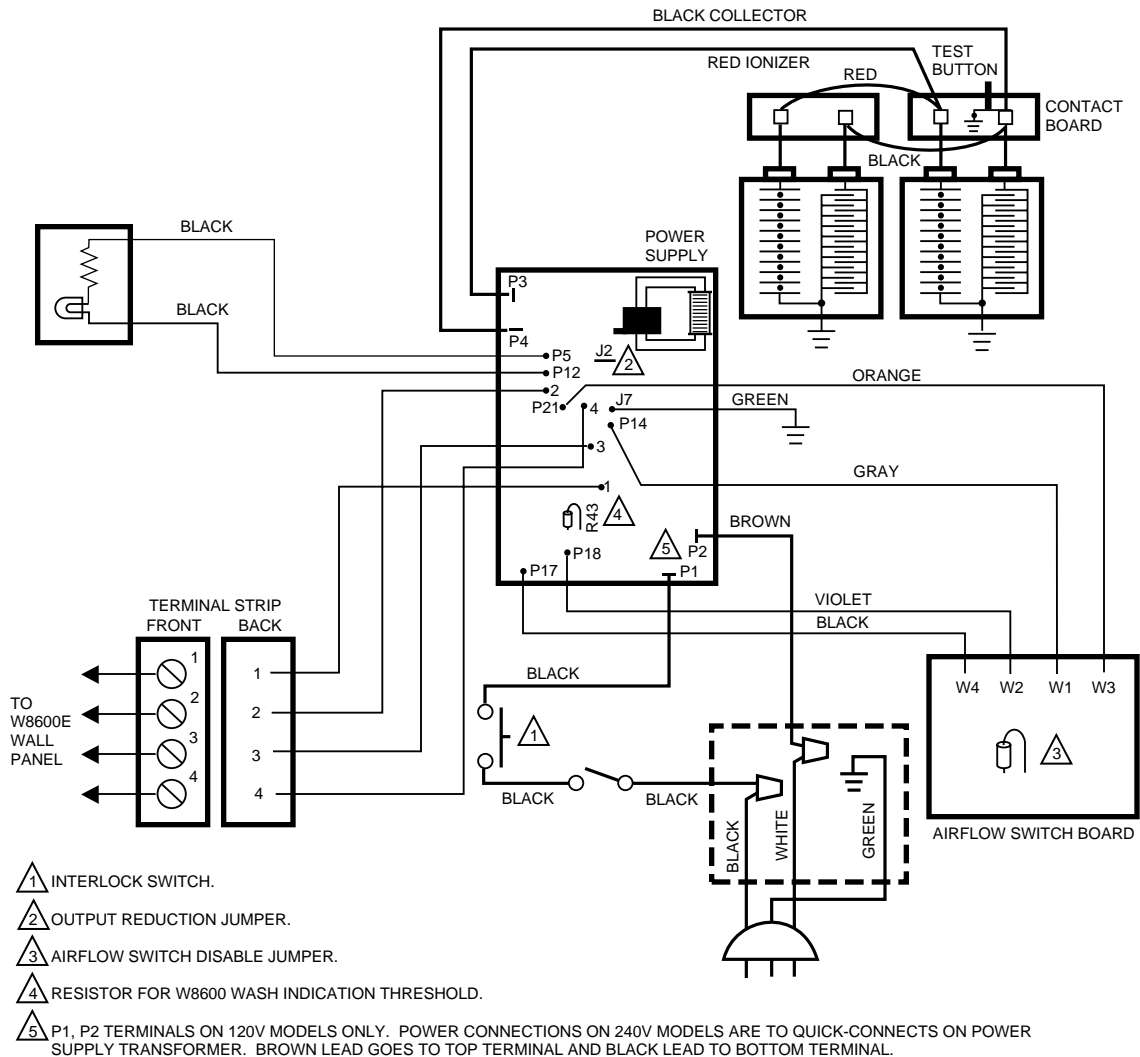 BLACK COLLECTOR
RED IONIZER
RED
TEST
BUTTON
CONTACT
BOARD
BLACK
BLACK
BLACK
POWER
SUPPLY
P3
P4
J2
2
P5
P12
2
P21
4
J7
P14
3
1
R43
4
5
P2
P1
P18
P17
ORANGE
GREEN
GRAY
BROWN
VIOLET
BLACK
TERMINAL STRIP
FRONT BACK
1
2
3
4
1
2
3
4
TO
W8600E
WALL
PANEL
BLACK
1
BLACK
BLACK
BLACK
WHITE
GREEN
W4 W2 W1 W3
3
AIRFLOW SWITCH BOARD
1 INTERLOCK SWITCH.
2 OUTPUT REDUCTION JUMPER.
3 AIRFLOW SWITCH DISABLE JUMPER.
4 RESISTOR FOR W8600 WASH INDICATION THRESHOLD.
5 P1, P2 TERMINALS ON 120V MODELS ONLY. POWER CONNECTIONS ON 240V MODELS ARE TO QUICK-CONNECTS ON POWER
SUPPLY TRANSFORMER. BROWN LEAD GOES TO TOP TERMINAL AND BLACK LEAD TO BOTTOM TERMINAL.